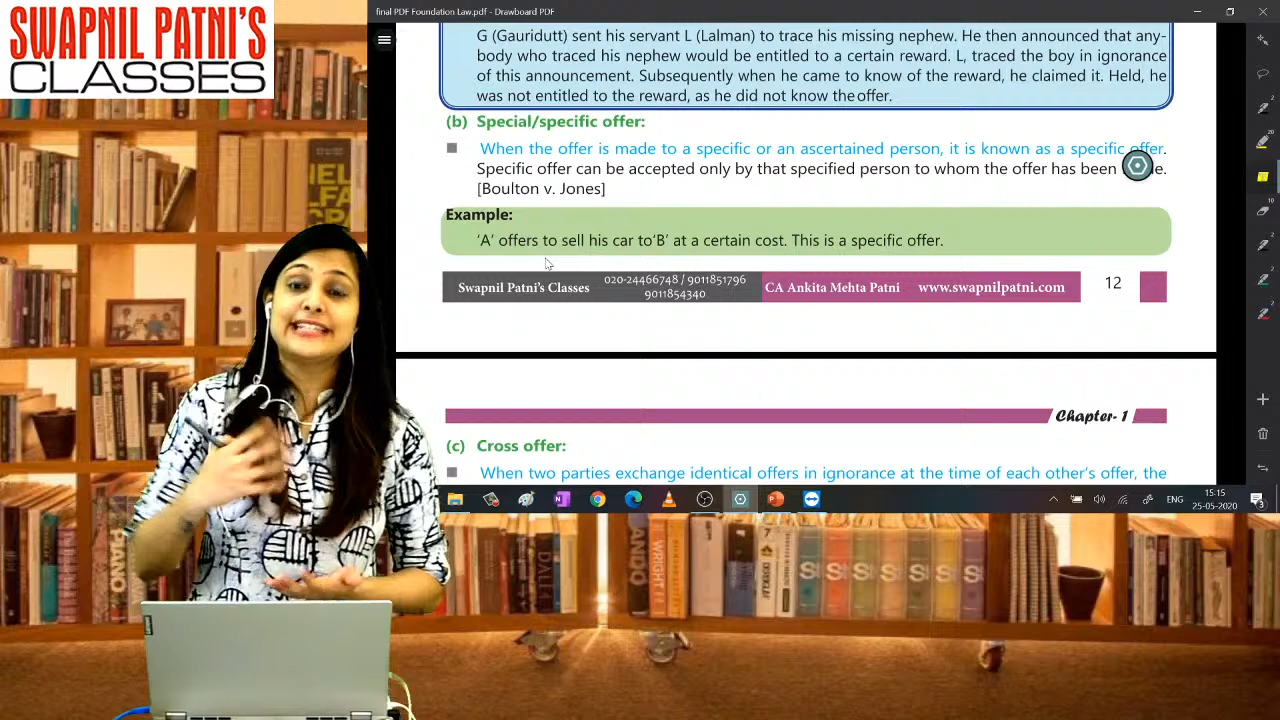 SWAPNIL PATNI'S
CLASSES
final PDF Foundation Law.pdf - Drawboard PDF
G (Gauridutt) sent his servant L (Lalman) to trace his missing nephew. He then announced that any-
body who traced his nephew would be entitled to a certain reward. L, traced the boy in ignorance
of this announcement. Subsequently when he came to know of the reward, he claimed it. Held, he
was not entitled to the reward, as he did not know the offer.
(b) Special/specific offer:
When the offer is made to a specific or an ascertained person, it is known as a specific offer.
Specific offer can be accepted only by that specified person to whom the offer has been
[Boulton v. Jones]
Example:
'A' offers to sell his car to'B' at a certain cost. This is a specific offer.
Swapnil Patni's Classes 020-24466748 / 9011851796 CA Ankita Mehta Patni www.swapnilpatni.com 12
9011854340
Chapter- 1
(c) Cross offer:
When two parties exchange identical offers in ignorance at the time of each other's offer, the
ENG 15:15
25-05-2020
PIANO
WRIGHT